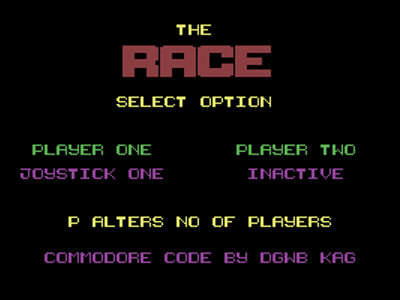 THE
RACE
SELECT OPTION
PLAYER ONE PLAYER TWO
JOYSTICK ONE INACTIVE
P ALTERS NO OF PLAYERS
COMMODORE CODE BY DGWB KAG